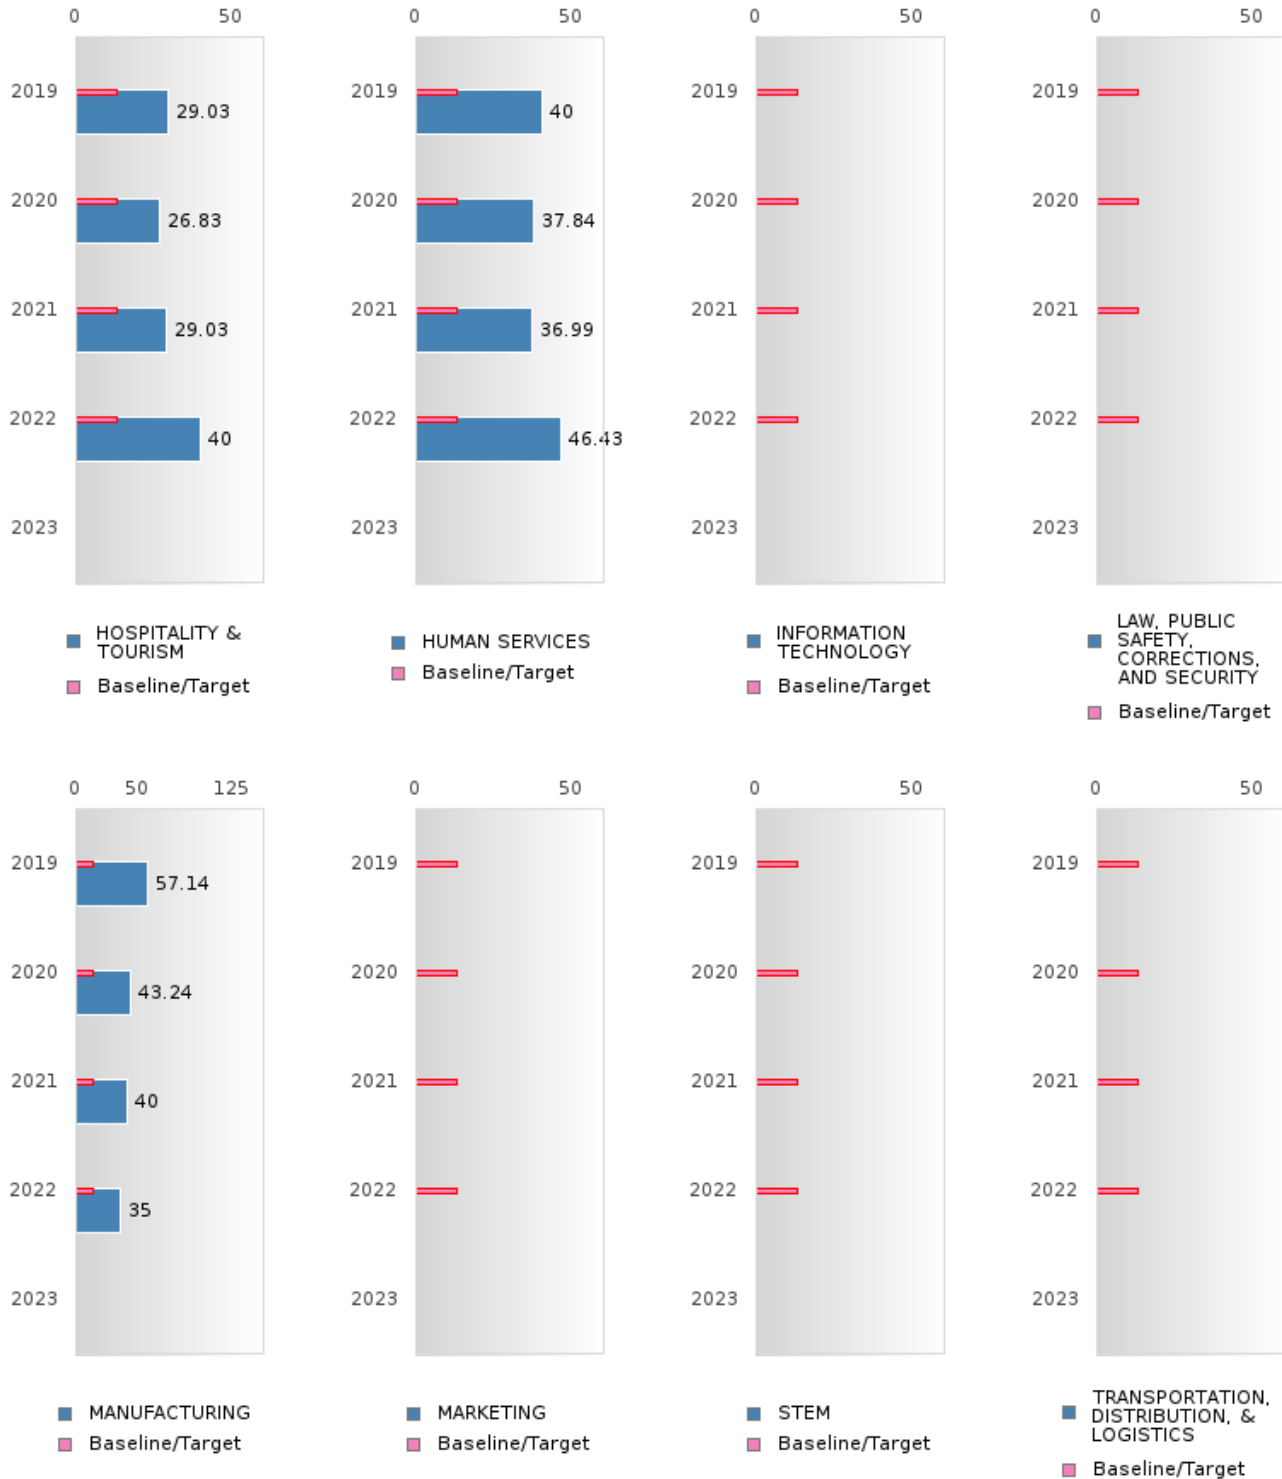 0 50
2019 29.03
2020 26.83
2021 29.03
2022 40
2023
HOSPITALITY &
TOURISM
Baseline/Target
0 50
2019 40
2020 37.84
2021 36.99
2022 46.43
2023
HUMAN SERVICES
Baseline/Target
0 50
2019
2020
2021
2022
2023
INFORMATION
TECHNOLOGY
Baseline/Target
0 50
2019
2020
2021
2022
2023
LAW, PUBLIC
SAFETY,
CORRECTIONS,
AND SECURITY
Baseline/Target
0 50 125
2019 57.14
2020 43.24
2021 40
2022 35
2023
MANUFACTURING
Baseline/Target
0 50
2019
2020
2021
2022
2023
MARKETING
Baseline/Target
0 50
2019
2020
2021
2022
2023
STEM
Baseline/Target
0 50
2019
2020
2021
2022
2023
TRANSPORTATION,
DISTRIBUTION, &
LOGISTICS
Baseline/Target